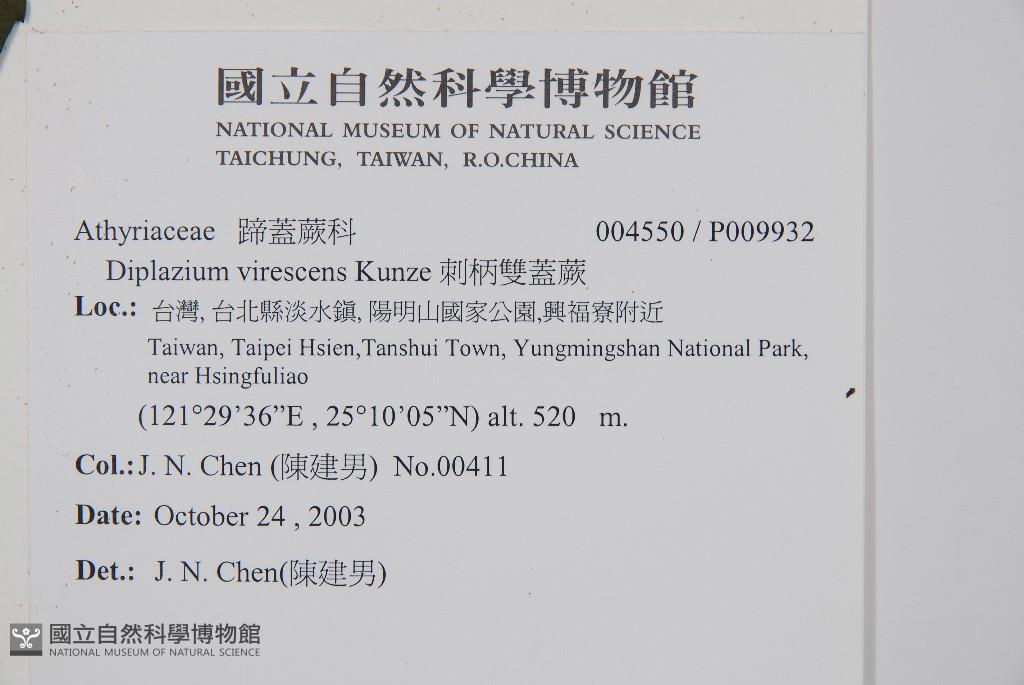 國立自然科學博物館
NATIONAL MUSEUM OF NATURAL SCIENCE
TAICHUNG, TAIWAN, R.O.CHINA
Athyriaceae 蹄蓋蕨科 004550 / P009932
Diplazium virescens Kunze 刺柄雙蓋蕨
Loc.: 台灣, 台北縣淡水鎮, 陽明山國家公園,興福寮附近
Taiwan, Taipei Hsien,Tanshui Town, Yungmingshan National Park,
near Hsingfuliao
(121°29’36”E , 25°10’05”N) alt. 520 m.
Col.:J. N. Chen (陳建男) No.00411
Date: October 24 , 2003
Det.: J. N. Chen(陳建男)
國立自然科學博物館
NATIONAL MUSEUM OF NATURAL SCIENCE